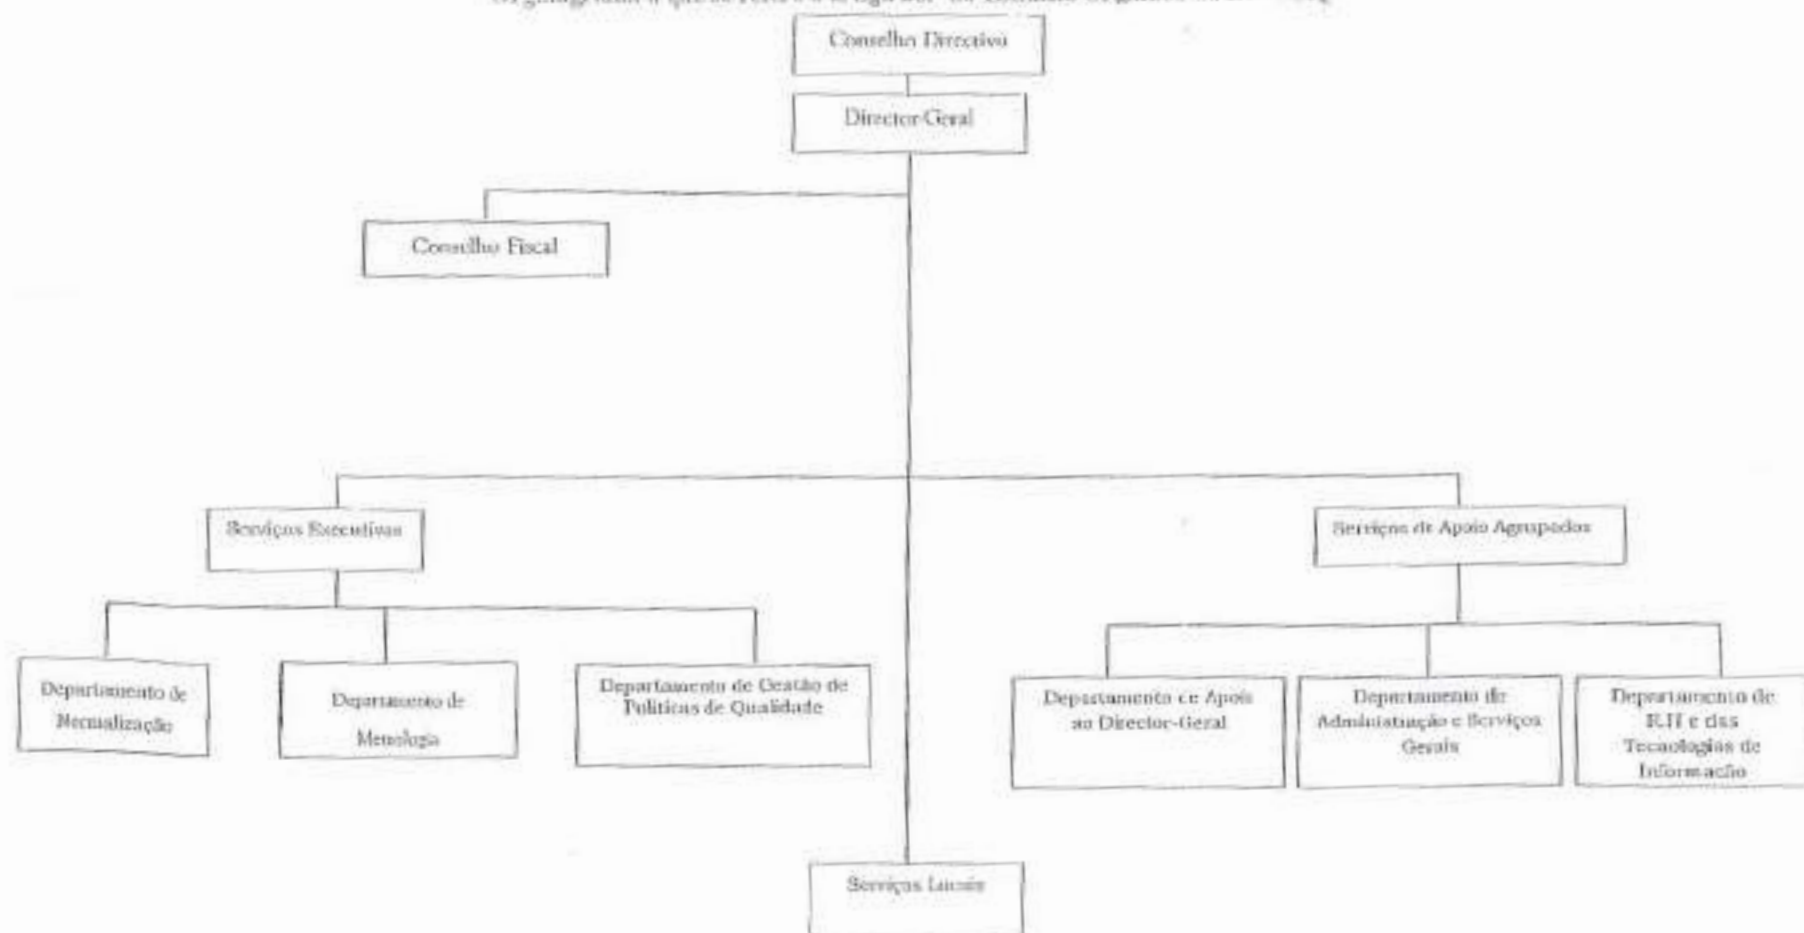 Conselho Directivo
Director-Geral
Conselho Fiscal
Serviços Executivos
Serviços de Apoio Agrupados
Departamento de
Normalização
Departamento de
Metrologia
Departamento de Gestão de
Políticas de Qualidade
Departamento de Apoio
ao Director-Geral
Departamento de
Administração e Serviços
Gerais
Departamento de
RH e das
Tecnologias de
Informação
Serviços Locais